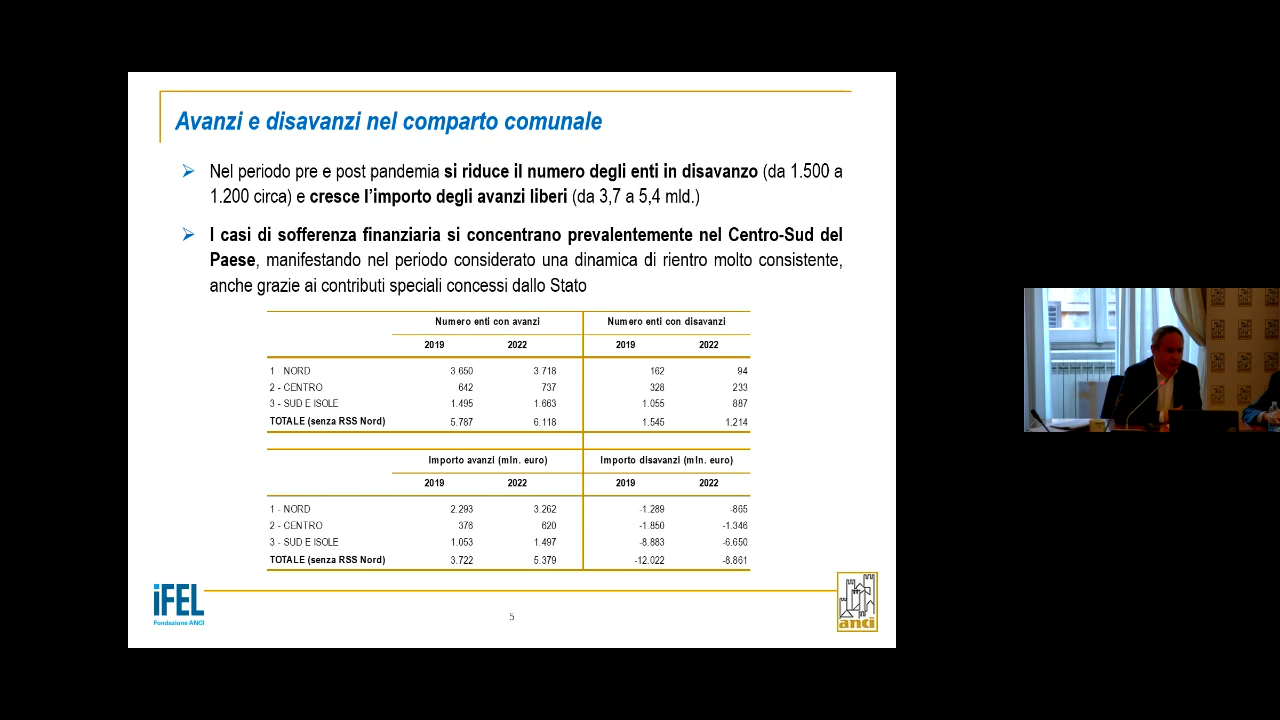 Avanzi e disavanzi nel comparto comunale
Nel periodo pre e post pandemia si riduce il numero degli enti in disavanzo (da 1.500 a
1.200 circa) e cresce l'importo degli avanzi liberi (da 3,7 a 5,4 mld.)
I casi di sofferenza finanziaria si concentrano prevalentemente nel Centro-Sud del
Paese, manifestando nel periodo considerato una dinamica di rientro molto consistente,
anche grazie ai contributi speciali concessi dallo Stato
Numero enti con avanzi Numero enti con disavanzi
2019 2022 2019 2022
1 - NORD 3.650 3.718 162 94
2 - CENTRO 642 737 328 233
3 - SUD E ISOLE 1.495 1.663 1.055 887
TOTALE (senza RSS Nord) 5.787 6.118 1.545 1.214
Importo avanzi (mln. euro) Importo disavanzi (mln. euro)
2019 2022 2019 2022
1 - NORD 2.293 3.262 -1.289 -865
2 - CENTRO 376 620 -1.850 -1.346
3 - SUD E ISOLE 1.053 1.497 -8.883 -6.650
TOTALE (senza RSS Nord) 3.722 5.379 -12.022 -8.861
iFEL
Fondazione ANCI
5
anci